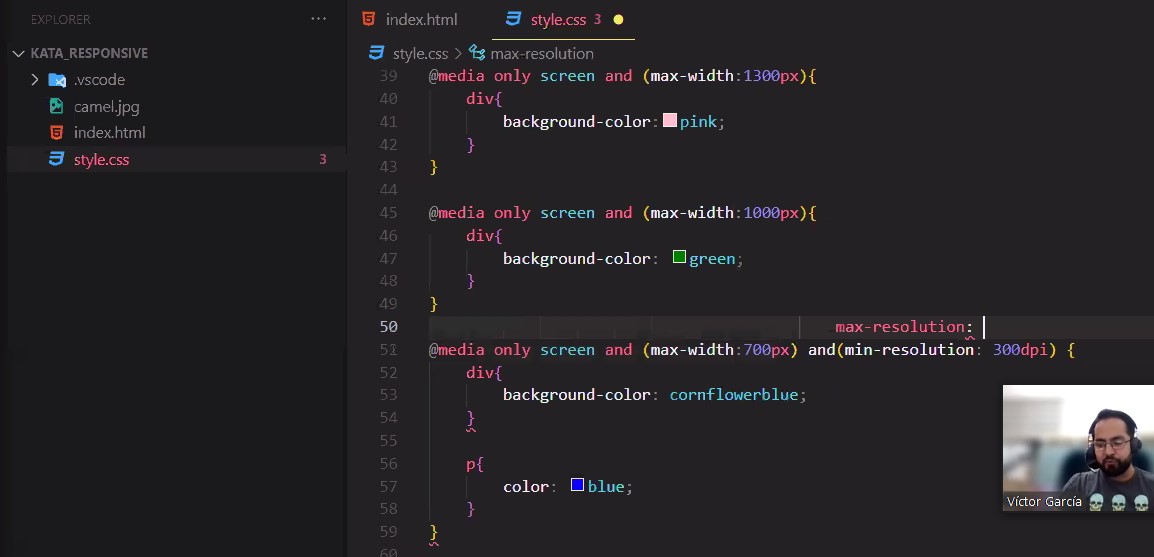 EXPLORER ...
index.html
style.css 3
KATA_RESPONSIVE
style.css > max-resolution
.vscode
camel.jpg
index.html
style.css 3
39 @media only screen and (max-width:1300px){
40 div{
41 background-color: pink;
42 }
43 }
44
45 @media only screen and (max-width:1000px){
46 div{
47 background-color: green;
48 }
49 }
50 max-resolution:
51 @media only screen and (max-width:700px) and(min-resolution: 300dpi) {
52 div{
53 background-color: cornflowerblue;
54 }
55
56 p{
57 color: blue;
58 }
59 }
60
Víctor García 💀 💀 💀